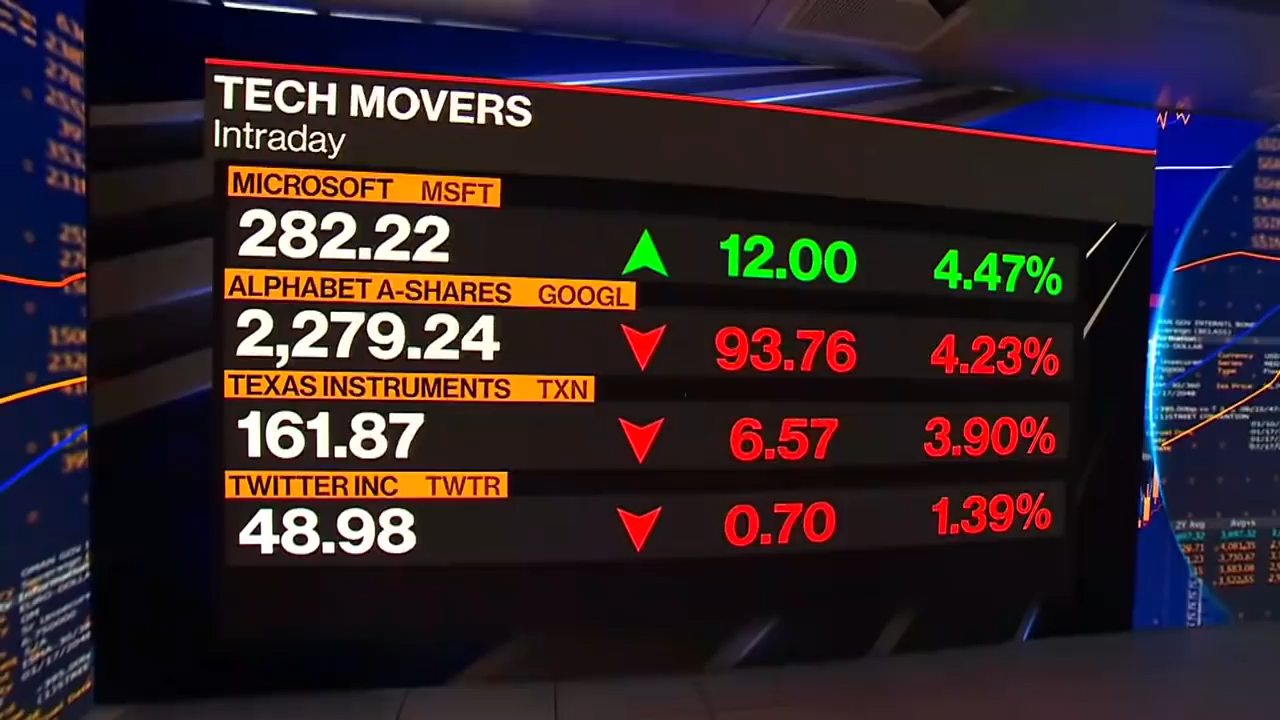 TECH MOVERS
Intraday
MICROSOFT MSFT
282.22 ▲ 12.00 4.47%
ALPHABET A-SHARES GOOGL
2,279.24 ▼ 93.76 4.23%
TEXAS INSTRUMENTS TXN
161.87 ▼ 6.57 3.90%
TWITTER INC TWTR
48.98 ▼ 0.70 1.39%